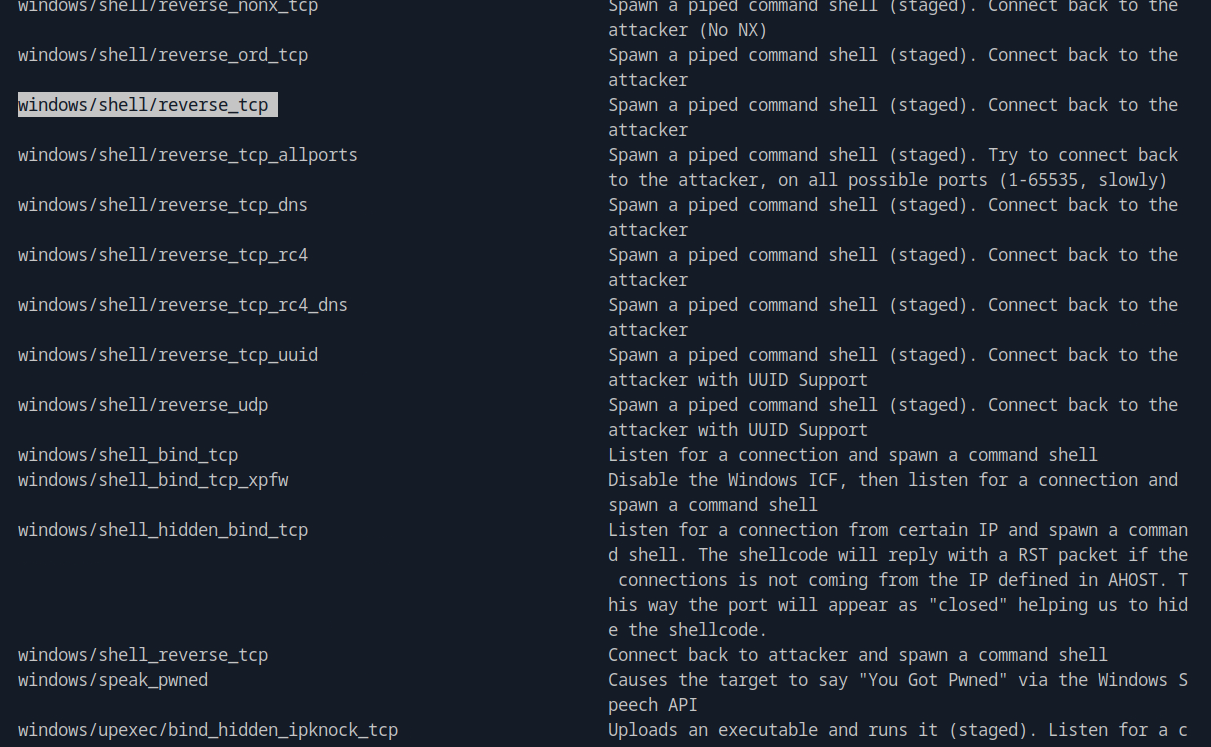 windows/shell/reverse_nonx_tcp Spawn a piped command shell (staged). Connect back to the
attacker (No NX)
windows/shell/reverse_ord_tcp Spawn a piped command shell (staged). Connect back to the
attacker
windows/shell/reverse_tcp Spawn a piped command shell (staged). Connect back to the
attacker
windows/shell/reverse_tcp_allports Spawn a piped command shell (staged). Try to connect back
to the attacker, on all possible ports (1-65535, slowly)
windows/shell/reverse_tcp_dns Spawn a piped command shell (staged). Connect back to the
attacker
windows/shell/reverse_tcp_rc4 Spawn a piped command shell (staged). Connect back to the
attacker
windows/shell/reverse_tcp_rc4_dns Spawn a piped command shell (staged). Connect back to the
attacker
windows/shell/reverse_tcp_uuid Spawn a piped command shell (staged). Connect back to the
attacker with UUID Support
windows/shell/reverse_udp Spawn a piped command shell (staged). Connect back to the
attacker with UUID Support
windows/shell_bind_tcp Listen for a connection and spawn a command shell
windows/shell_bind_tcp_xpfw Disable the Windows ICF, then listen for a connection and
spawn a command shell
windows/shell_hidden_bind_tcp Listen for a connection from certain IP and spawn a comman
d shell. The shellcode will reply with a RST packet if the
connections is not coming from the IP defined in AHOST. T
his way the port will appear as "closed" helping us to hid
e the shellcode.
windows/shell_reverse_tcp Connect back to attacker and spawn a command shell
windows/speak_pwned Causes the target to say "You Got Pwned" via the Windows S
peech API
windows/upexec/bind_hidden_ipknock_tcp Uploads an executable and runs it (staged). Listen for a c